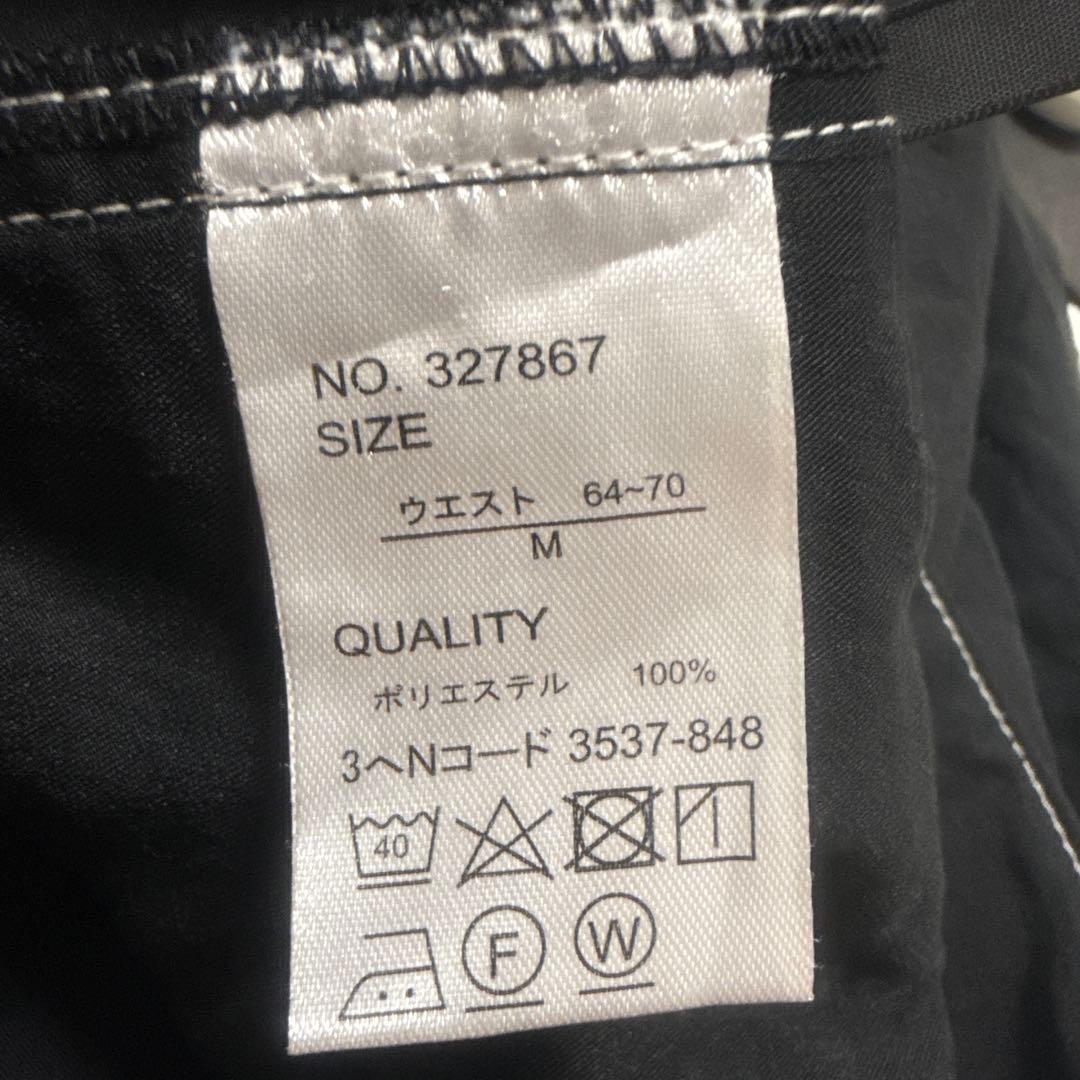 NO. 327867
SIZE
ウエスト 64~70
M
QUALITY
ポリエステル 100%
3ヘNコード 3537-848
40
F W